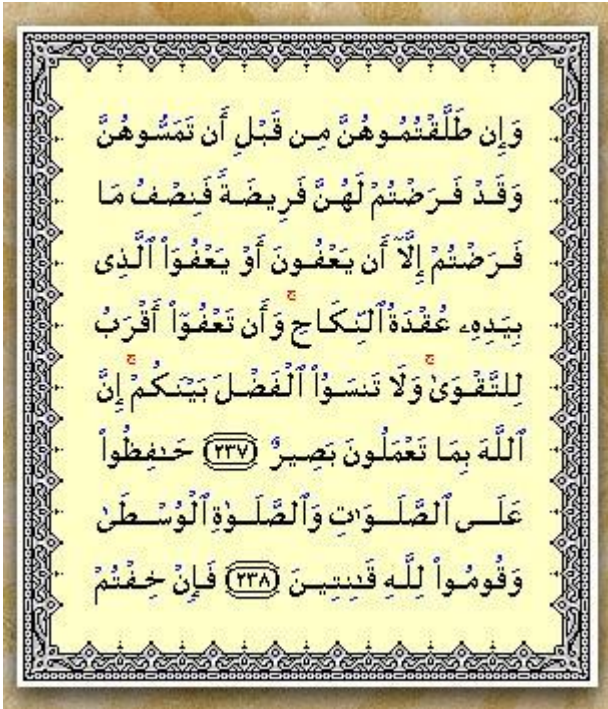 وَإِن طَلَّقْتُمُوهُنَّ مِن قَبْلِ أَن تَمَسُّوهُنَّ
وَقَدْ فَرَضْتُمْ لَهُنَّ فَرِيضَةً فَنِصْفُ مَا
فَرَضْتُمْ إِلَّآ أَن يَعْفُونَ أَوْ يَعْفُوَا۟ ٱلَّذِى
بِيَدِهِۦ عُقْدَةُ ٱلنِّكَاحِ ۚ وَأَن تَعْفُوٓا۟ أَقْرَبُ
لِلتَّقْوَىٰ ۚ وَلَا تَنسَوُا۟ ٱلْفَضْلَ بَيْنَكُمْ ۚ إِنَّ
ٱللَّهَ بِمَا تَعْمَلُونَ بَصِيرٌ ﴿٢٣٧﴾ حَـٰفِظُوا۟
عَلَى ٱلصَّلَوَٰتِ وَٱلصَّلَوٰةِ ٱلْوُسْطَىٰ
وَقُومُوا۟ لِلَّهِ قَـٰنِتِينَ ﴿٢٣٨﴾ فَإِنْ خِفْتُمْ